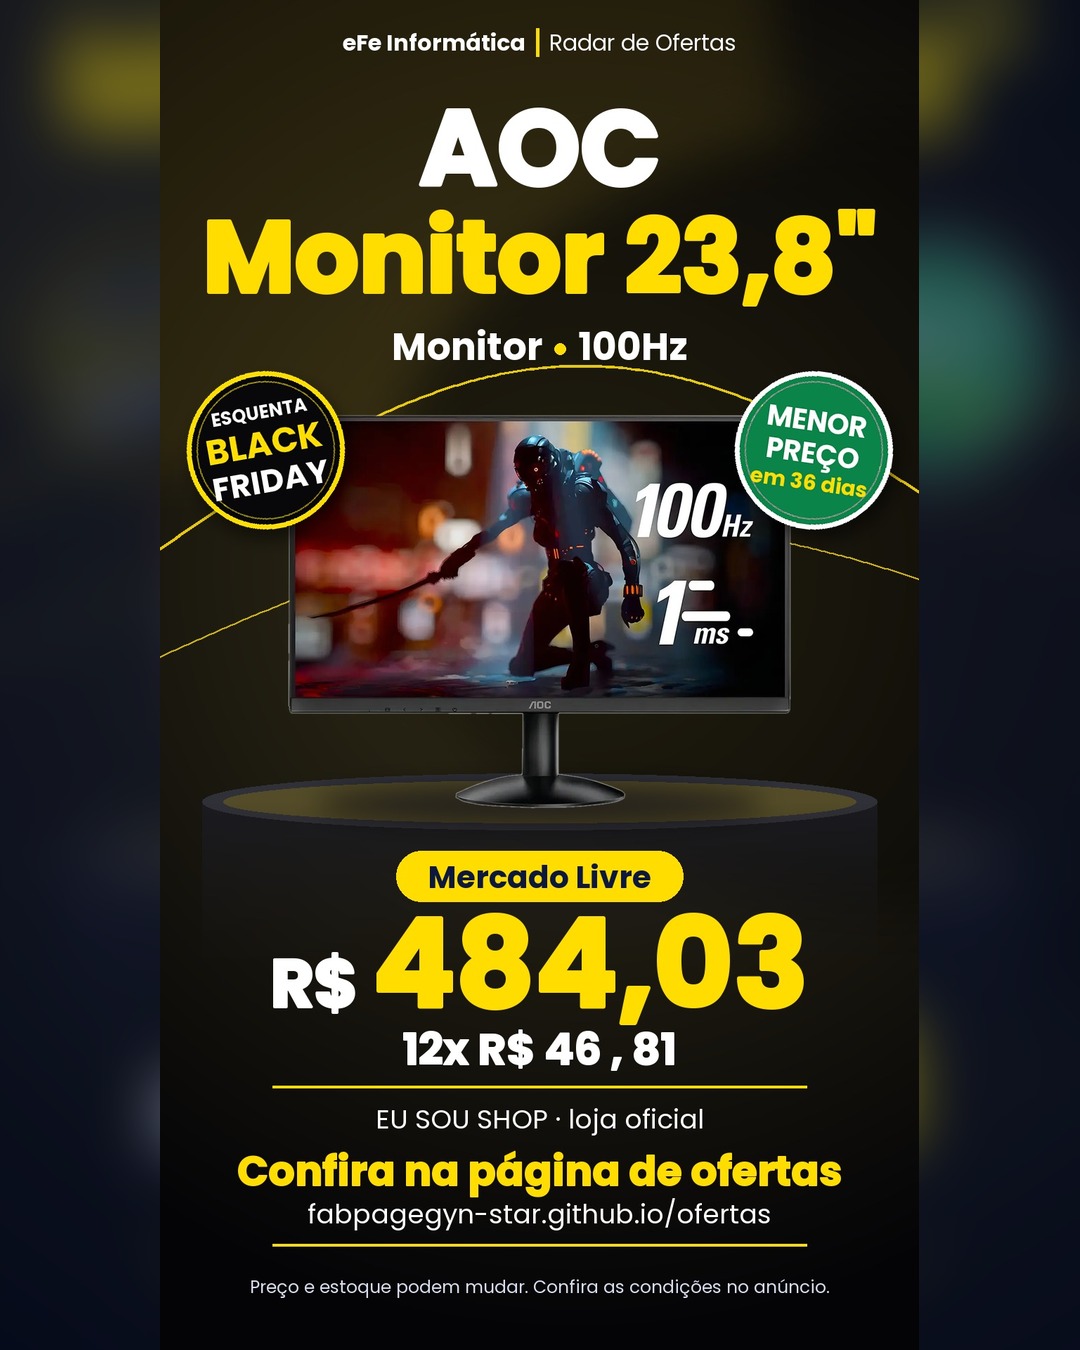 eFe Informática | Radar de Ofertas
AOC
Monitor 23,8"
Monitor • 100Hz
ESQUENTA
BLACK
FRIDAY
MENOR
PREÇO
em 36 dias
100Hz
1ms
AOC
Mercado Livre
R$ 484,03
12x R$ 46 , 81
EU SOU SHOP · loja oficial
Confira na página de ofertas
fabpagegyn-star.github.io/ofertas
Preço e estoque podem mudar. Confira as condições no anúncio.